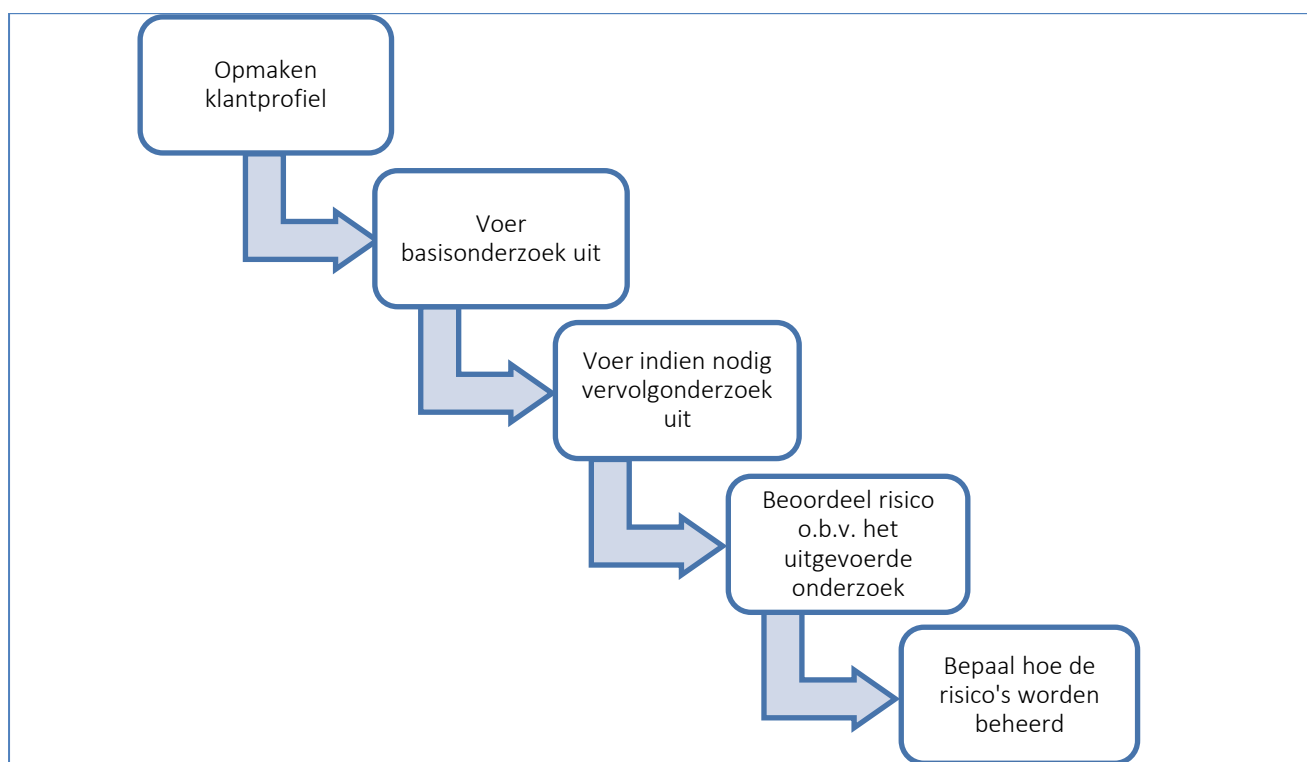 Opmaken
klantprofiel
Voer
basisonderzoek uit
Voer indien nodig
vervolgonderzoek
uit
Beoordeel risico
o.b.v. het
uitgevoerde
onderzoek
Bepaal hoe de
risico's worden
beheerd